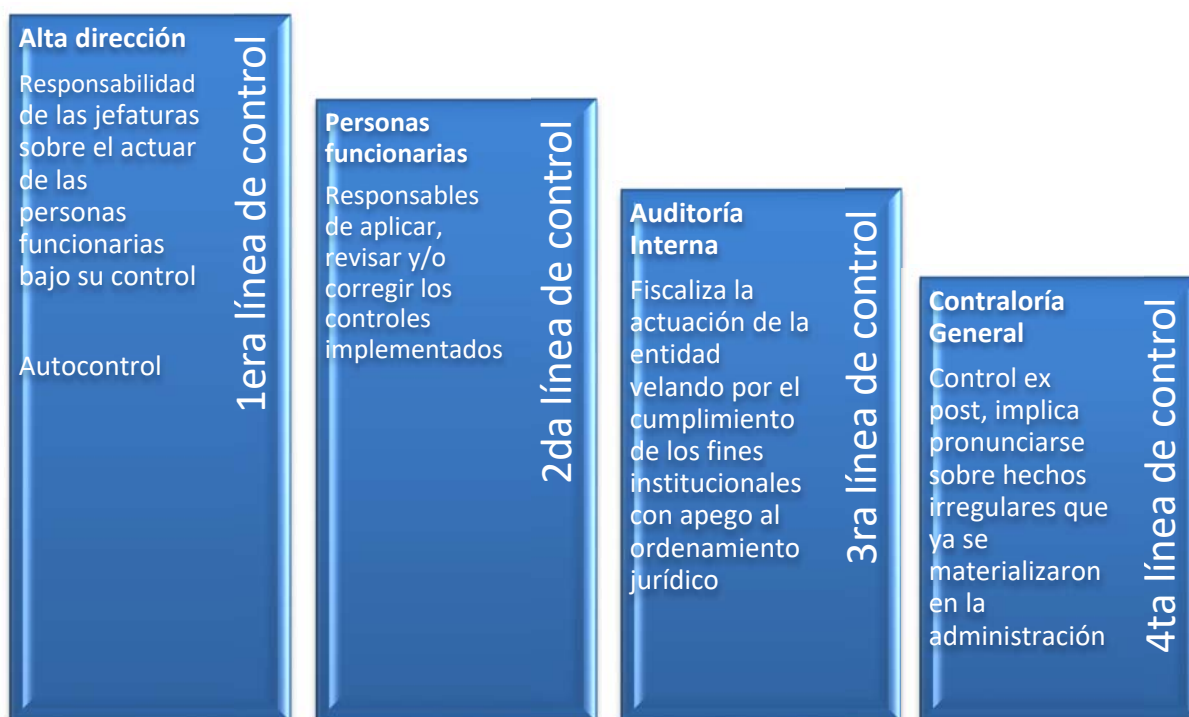 Alta dirección
Responsabilidad
de las jefaturas
sobre el actuar
de las
personas
funcionarias
bajo su control
Autocontrol
1era línea de control
Personas
funcionarias
Responsables
de aplicar,
revisar y/o
corregir los
controles
implementados
2da línea de control
Auditoría
Interna
Fiscaliza la
actuación de la
entidad
velando por el
cumplimiento
de los fines
institucionales
con apego al
ordenamiento
jurídico
3ra línea de control
Contraloría
General
Control ex
post, implica
pronunciarse
sobre hechos
irregulares que
ya se
materializaron
en la
administración
4ta línea de control